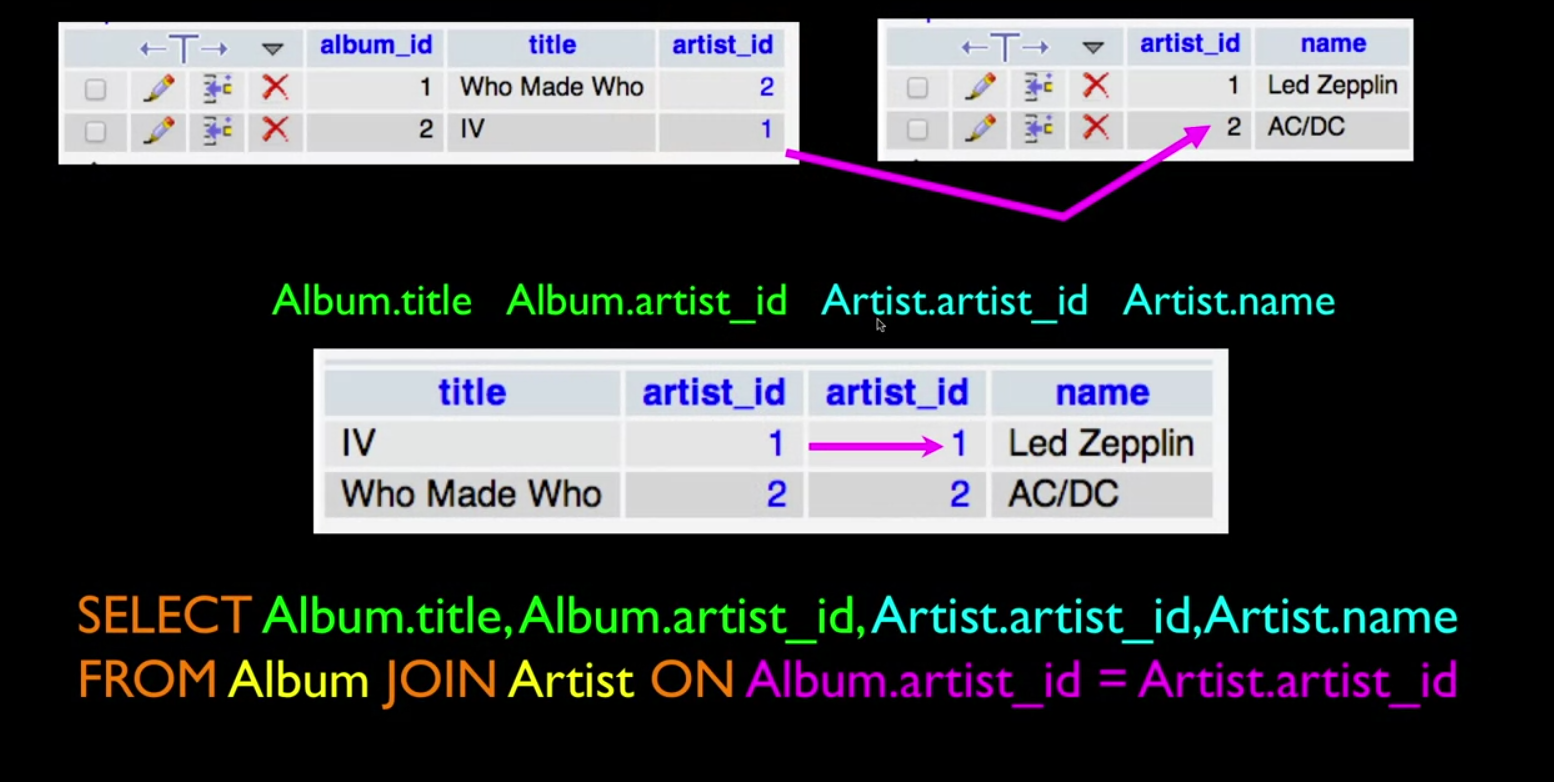 album_id title artist_id
1 Who Made Who 2
2 IV 1
artist_id name
1 Led Zepplin
2 AC/DC
Album.title Album.artist_id Artist.artist_id Artist.name
title artist_id artist_id name
IV 1 1 Led Zepplin
Who Made Who 2 2 AC/DC
SELECT Album.title,Album.artist_id,Artist.artist_id,Artist.name
FROM Album JOIN Artist ON Album.artist_id = Artist.artist_id